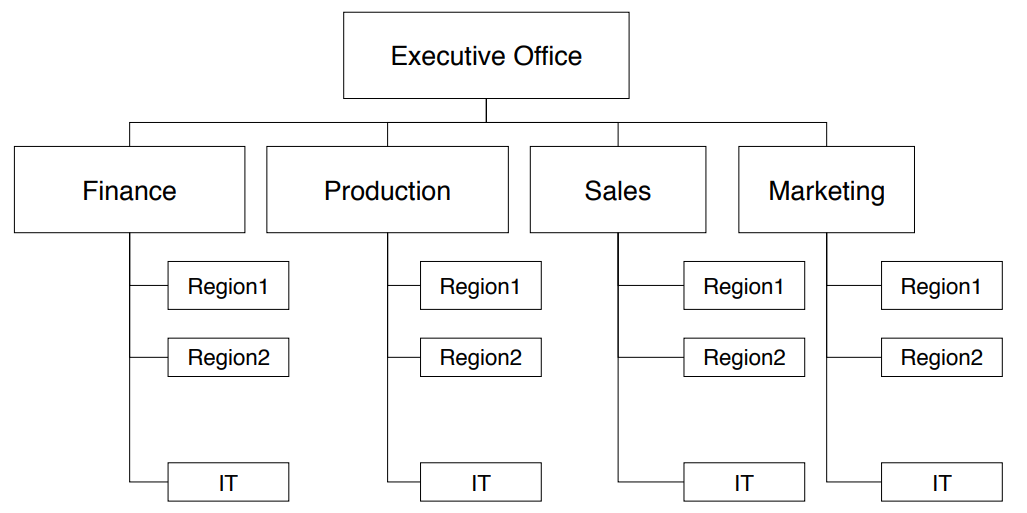 Executive Office
Finance
Production
Sales
Marketing
Region1
Region1
Region1
Region1
Region2
Region2
Region2
Region2
IT
IT
IT
IT